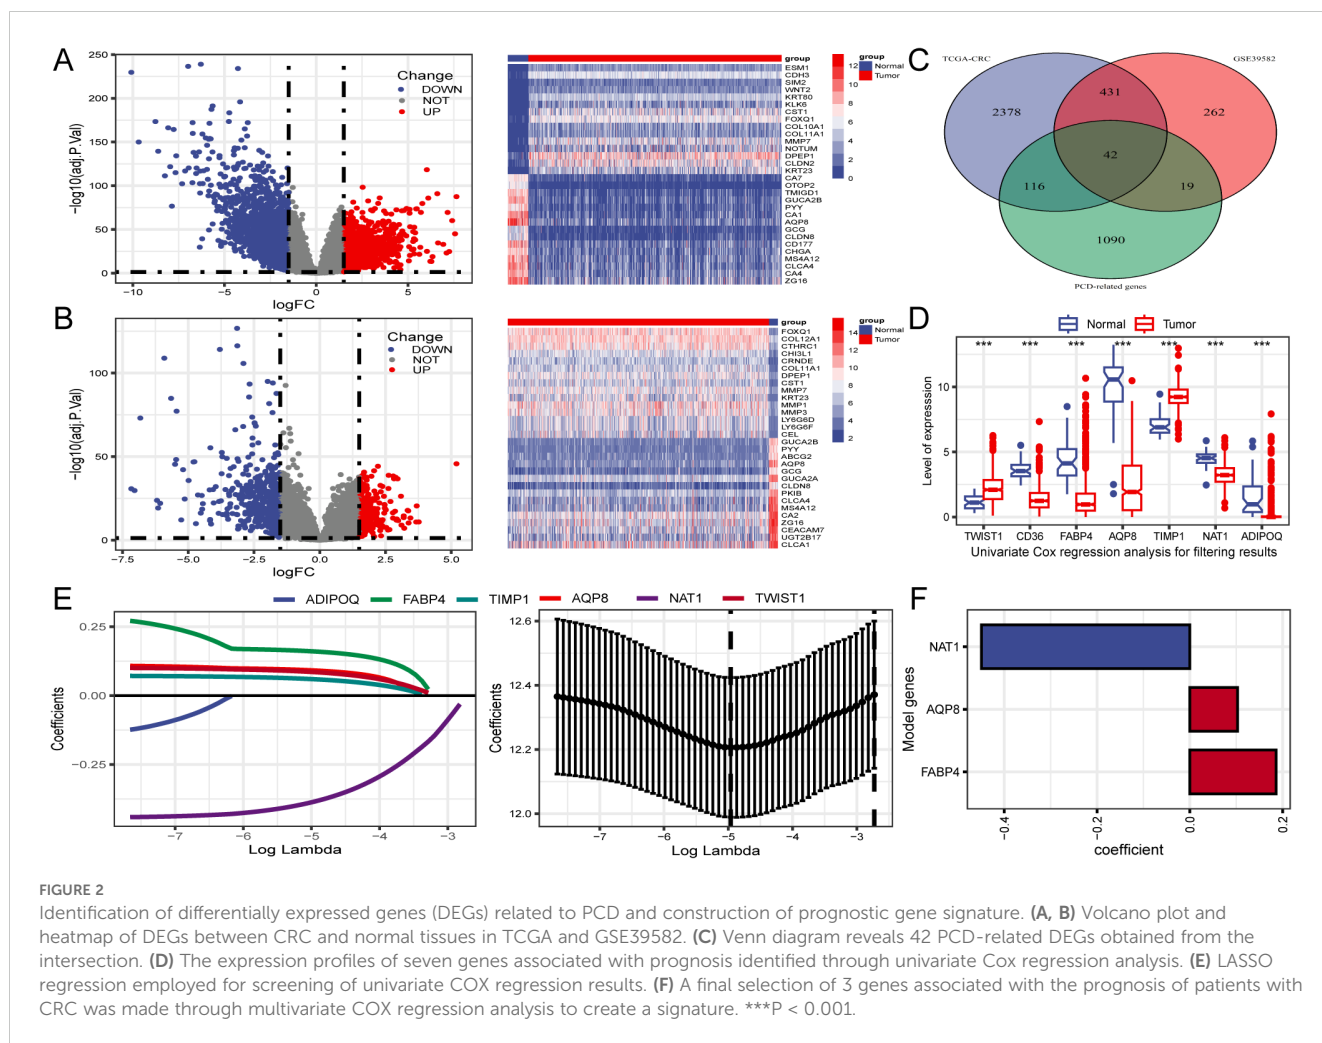 A
250
200
150
100
50
0
−log10(adj.P.Val)
−10
−5
0
5
logFC
Change
DOWN
NOT
UP
group
ESM1
CDH3
SIM2
WNT2
KRT80
KLK6
CST1
FOXQ1
COL10A1
COL11A1
MMP7
NOTUM
DPEP1
CLDN2
KRT23
CA7
OTOP2
TMIGD1
GUCA2B
PYY
CA1
AQP8
GCG
CLDN8
CD177
CHGA
MS4A12
CLCA4
CA4
ZG16
12
10
8
6
4
2
0
group
Normal
Tumor
C
TCGA-CRC
GSE39582
431
2378
262
42
116
19
1090
PCD-related genes
B
100
50
0
−log10(adj.P.Val)
−7.5
−5.0
−2.5
0.0
2.5
5.0
logFC
Change
DOWN
NOT
UP
group
FOXQ1
COL12A1
CTHRC1
CHI3L1
CRNDE
COL11A1
DPEP1
CST1
MMP7
KRT23
MMP1
MMP3
LY6G6D
LY6G6F
CEL
GUCA2B
PYY
ABCG2
AQP8
GCG
GUCA2A
CLDN8
PKIB
CLCA4
MS4A12
CA2
ZG16
CEACAM7
UGT2B17
CLCA1
14
12
10
8
6
4
2
group
Normal
Tumor
D
Normal
Tumor
*** *** *** *** *** *** ***
10
5
0
Level of expresssion
TWIST1 CD36 FABP4 AQP8 TIMP1 NAT1 ADIPOQ
Univariate Cox regression analysis for filtering results
E
ADIPOQ FABP4 TIMP1 AQP8 NAT1 TWIST1
0.25
0.00
−0.25
Coefficients
−7 −6 −5 −4 −3
Log Lambda
12.6
12.4
12.2
12.0
Coefficients
−7 −6 −5 −4 −3
Log Lambda
F
NAT1
AQP8
FABP4
Model genes
−0.4
−0.2
0.0
0.2
coefficient
FIGURE 2
Identification of differentially expressed genes (DEGs) related to PCD and construction of prognostic gene signature. (A, B) Volcano plot and
heatmap of DEGs between CRC and normal tissues in TCGA and GSE39582. (C) Venn diagram reveals 42 PCD-related DEGs obtained from the
intersection. (D) The expression profiles of seven genes associated with prognosis identified through univariate Cox regression analysis. (E) LASSO
regression employed for screening of univariate COX regression results. (F) A final selection of 3 genes associated with the prognosis of patients with
CRC was made through multivariate COX regression analysis to create a signature. ***P < 0.001.